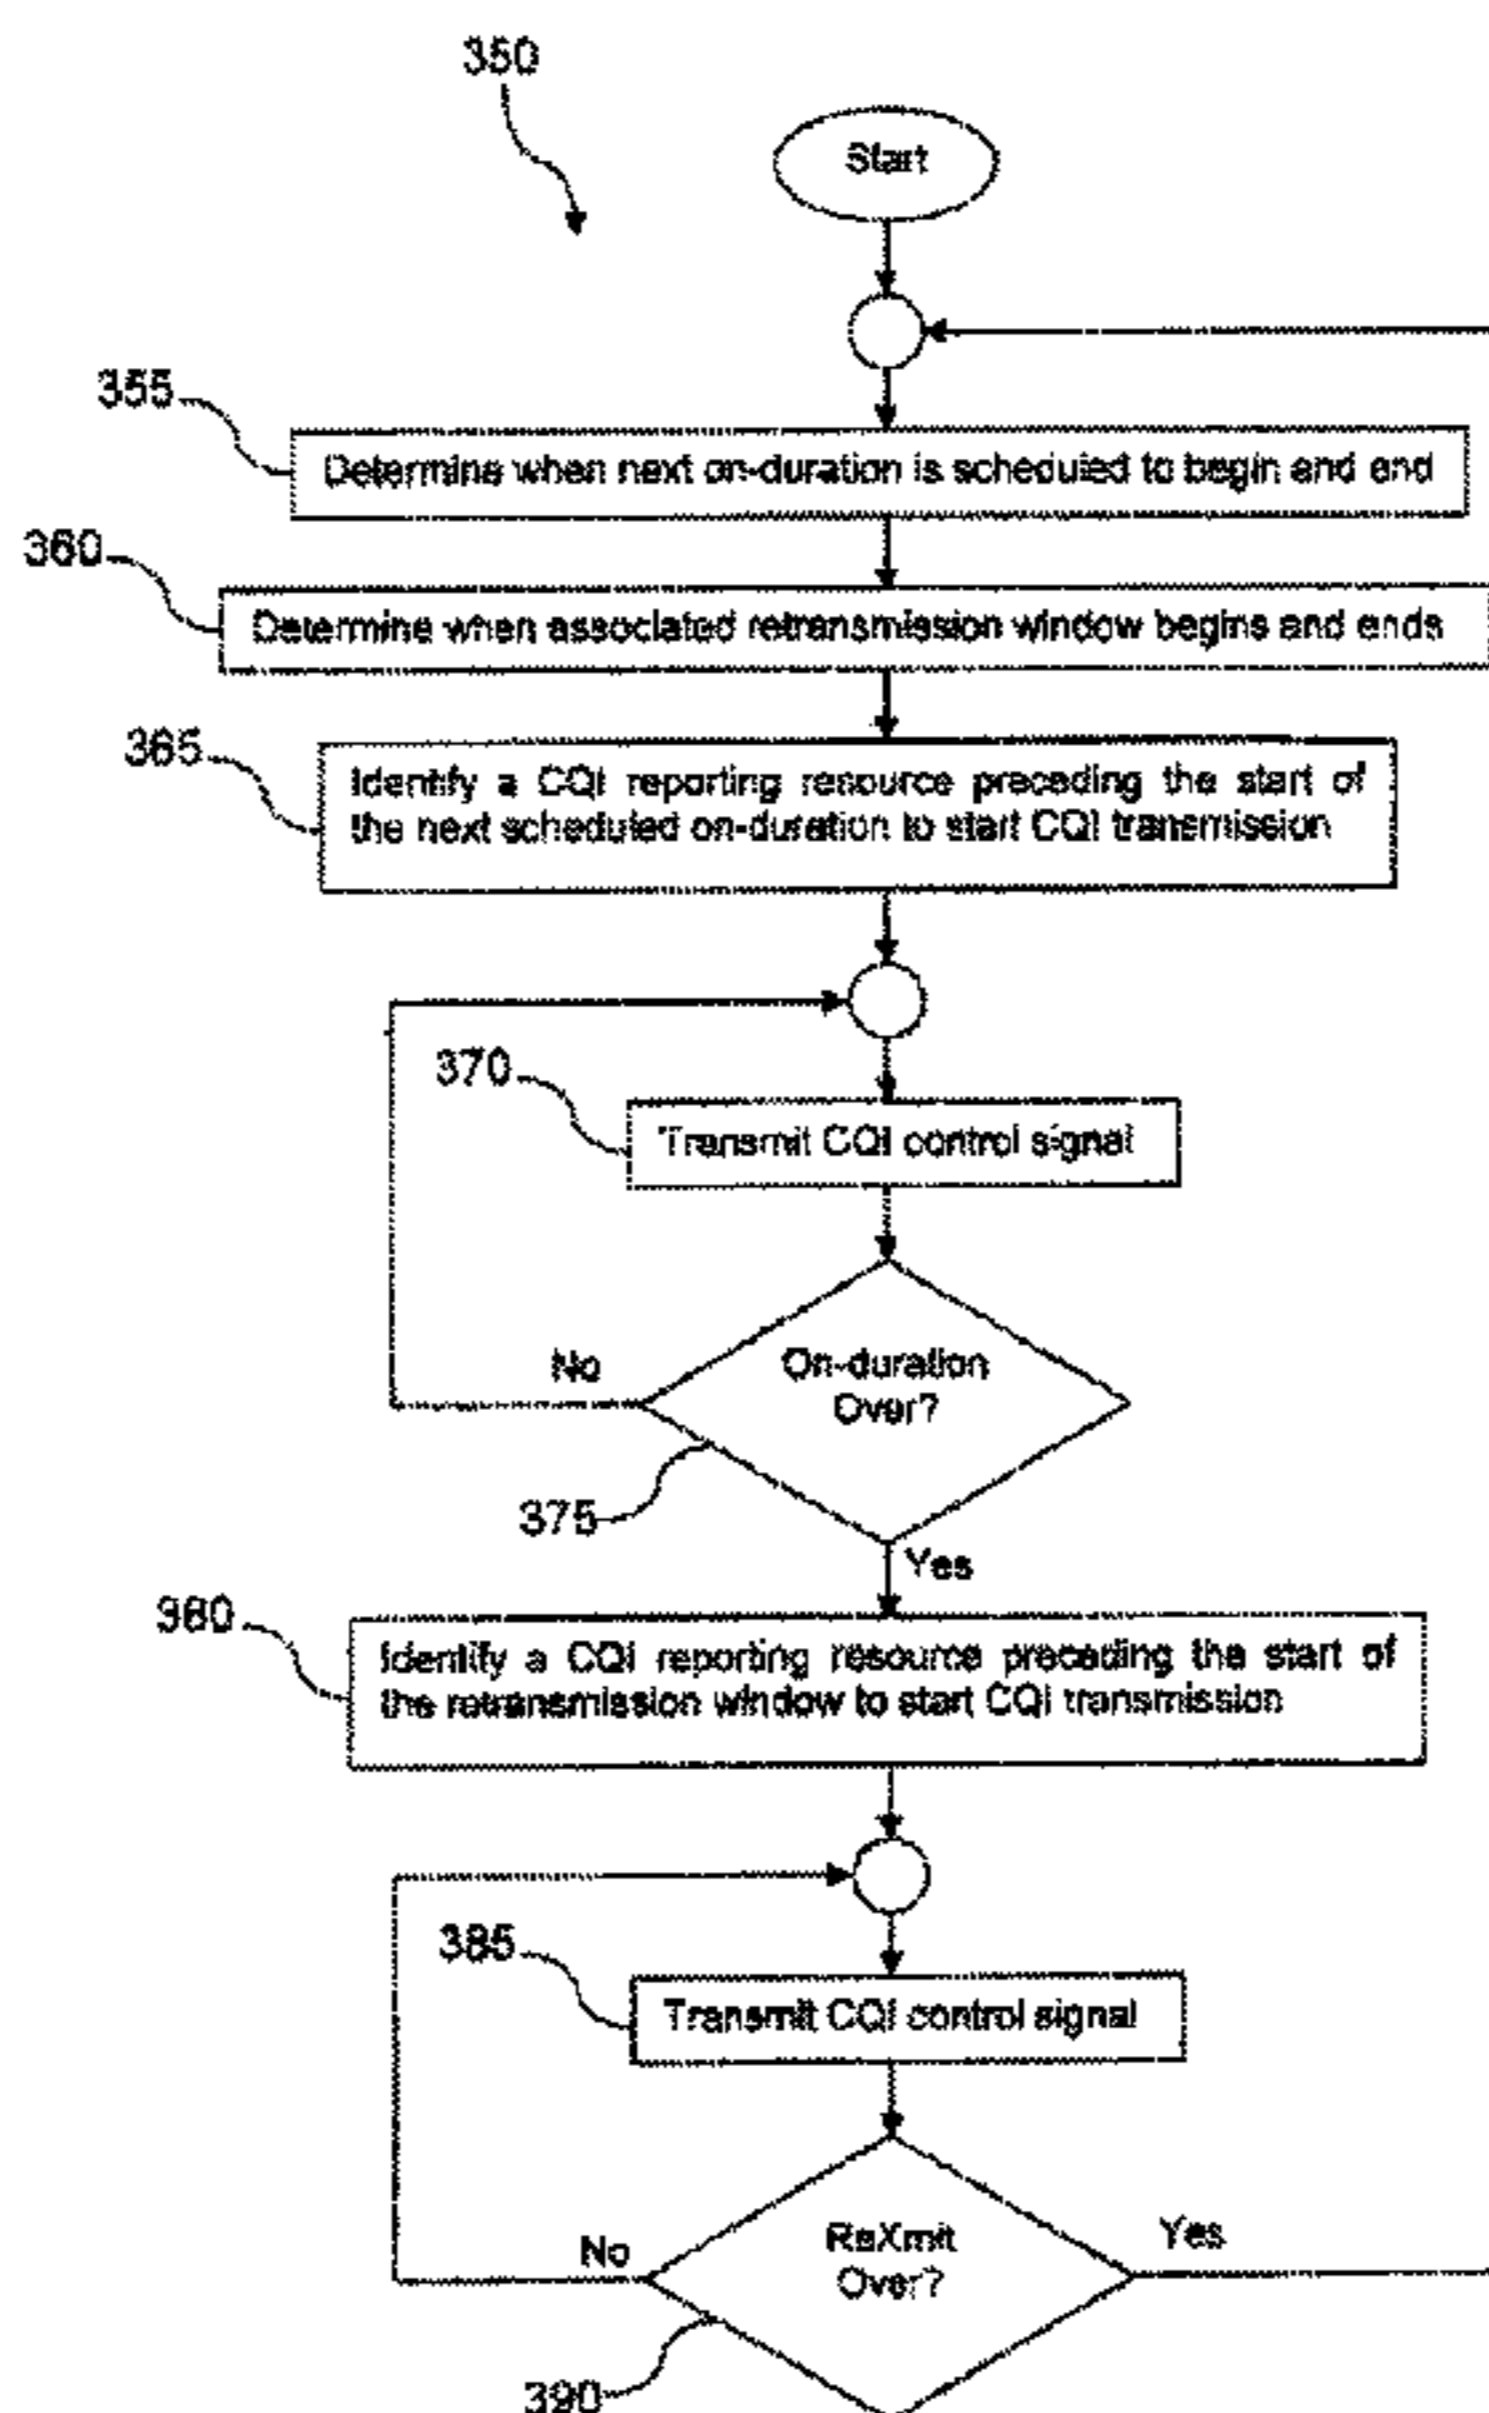 350
Start
355
Determine when next on-duration is scheduled to begin and end
360
Determine when associated retransmission window begins and ends
365
Identify a CQI reporting resource preceding the start of
the next scheduled on-duration to start CQI transmission
370
Transmit CQI control signal
No
On-duration
Over?
375
Yes
380
Identify a CQI reporting resource preceding the start of
the retransmission window to start CQI transmission
385
Transmit CQI control signal
No
ReXmit
Over?
Yes
390